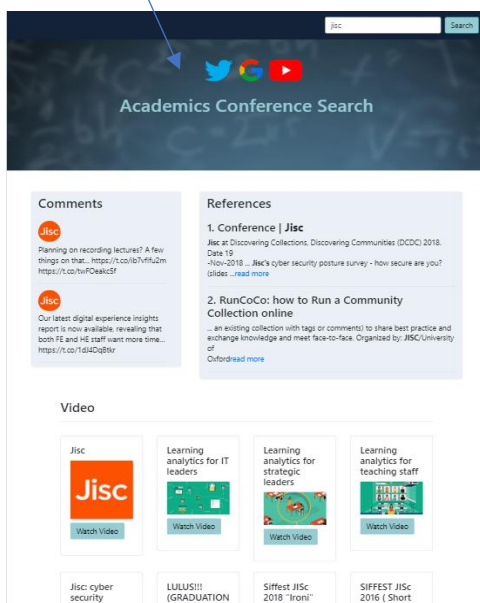 jisc
Search
Academics Conference Search
Comments
Jisc
Planning on recording lectures? A few
things on that... https://t.co/ib7vfifu2m
https://t.co/twFOeakcSf
Jisc
Our latest digital experience insights
report is now available, revealing that
both FE and HE staff want more time...
https://t.co/1dJ4DqBtkr
References
1. Conference | Jisc
Jisc at Discovering Collections, Discovering Communities (DCDC) 2018.
Date 19
-Nov-2018 ... Jisc's cyber security posture survey - how secure are you?
(slides ...read more
2. RunCoCo: how to Run a Community
Collection online
... an existing collection with tags or comments) to share best practice and
exchange knowledge and meet face-to-face. Organized by: JISC/University
of
Oxfordread more
Video
Jisc
Jisc
Watch Video
Learning
analytics for IT
leaders
Watch Video
Learning
analytics for
strategic
leaders
Watch Video
Learning
analytics for
teaching staff
Watch Video
Jisc: cyber
security
LULUS!!!
(GRADUATION
Siffest JISc
2018 "Ironi"
SIFFEST JISc
2016 ( Short